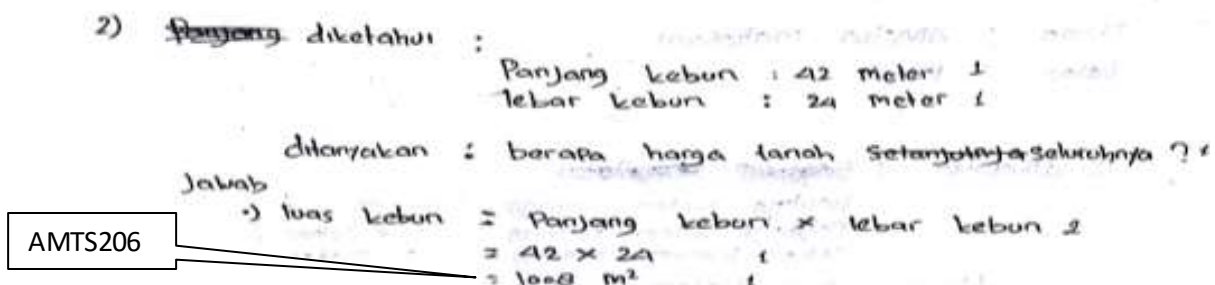 2) Panjang diketahui :
Panjang kebun : 42 meter 1
lebar kebun : 24 meter 1
ditanyakan : berapa harga tanah Selanjutnya Seluruhnya ? 1
Jawab
•) luas kebun = Panjang kebun × lebar kebun 2
AMTS206
= 42 × 24 1
= 1008 m² 1